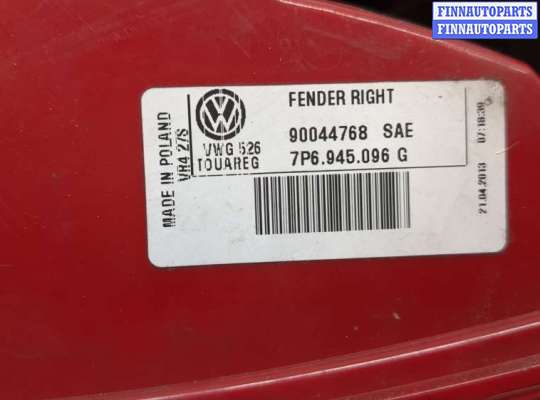 FINNAUTOPARTS
FINNAUTOPARTS
FENDER RIGHT
90044768 SAE
VWG 526
TOUAREG
7P6.945.096 G
MADE IN POLAND
VR4 27S
21.04.2013 07:18:39